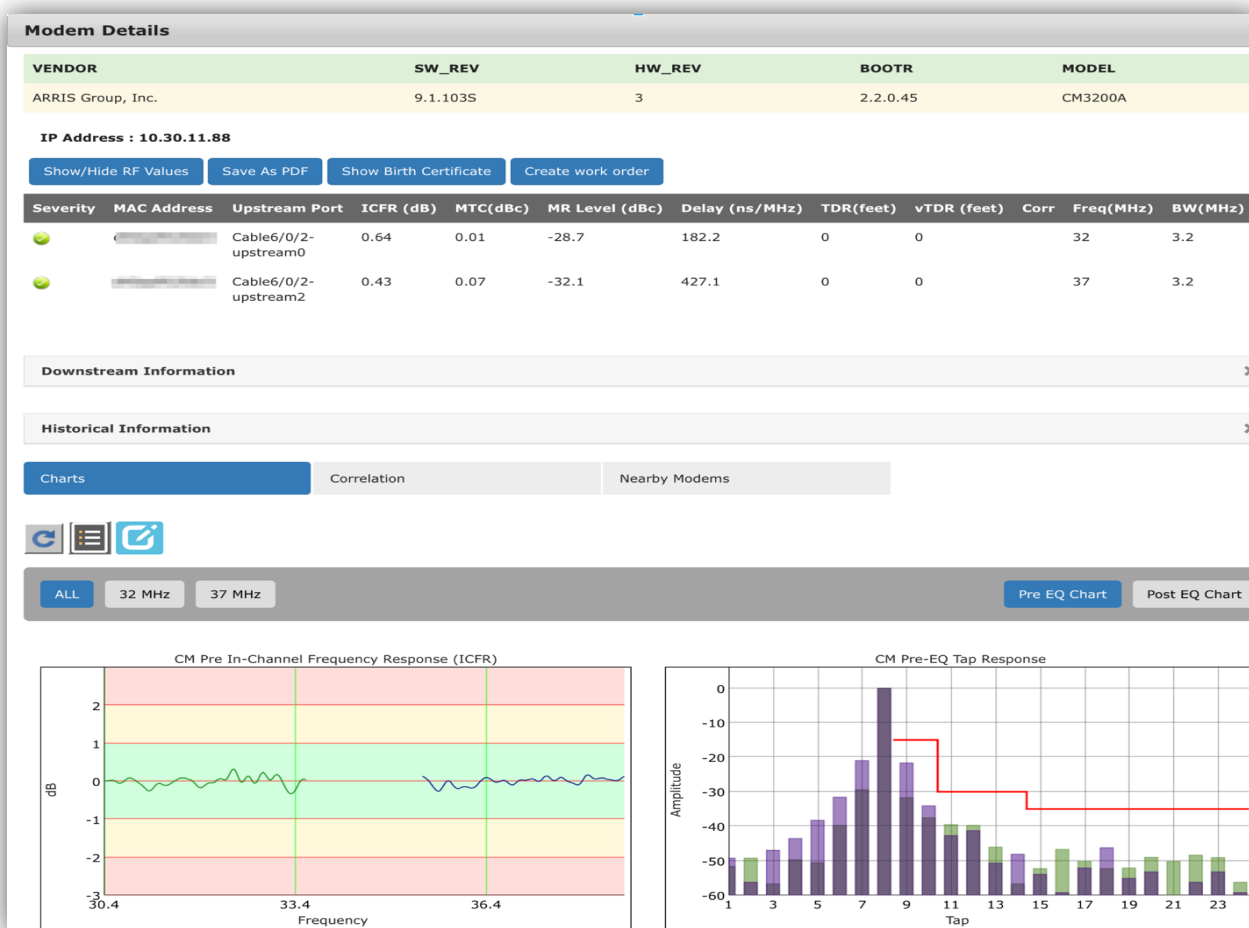 Modem Details
VENDOR SW_REV HW_REV BOOTR MODEL
ARRIS Group, Inc. 9.1.103S 3 2.2.0.45 CM3200A
IP Address : 10.30.11.88
Show/Hide RF Values Save As PDF Show Birth Certificate Create work order
Severity MAC Address Upstream Port ICFR (dB) MTC(dBc) MR Level (dBc) Delay (ns/MHz) TDR(feet) vTDR (feet) Corr Freq(MHz) BW(MHz)
Cable6/0/2- 0.64 0.01 -28.7 182.2 0 0 32 3.2
upstream0
Cable6/0/2- 0.43 0.07 -32.1 427.1 0 0 37 3.2
upstream2
Downstream Information
Historical Information
Charts Correlation Nearby Modems
ALL 32 MHz 37 MHz Pre EQ Chart Post EQ Chart
CM Pre In-Channel Frequency Response (ICFR)
2
1
0
-1
-2
-3
dB
30.4 33.4 36.4
Frequency
CM Pre-EQ Tap Response
0
-10
-20
-30
-40
-50
-60
Amplitude
1 3 5 7 9 11 13 15 17 19 21 23
Tap